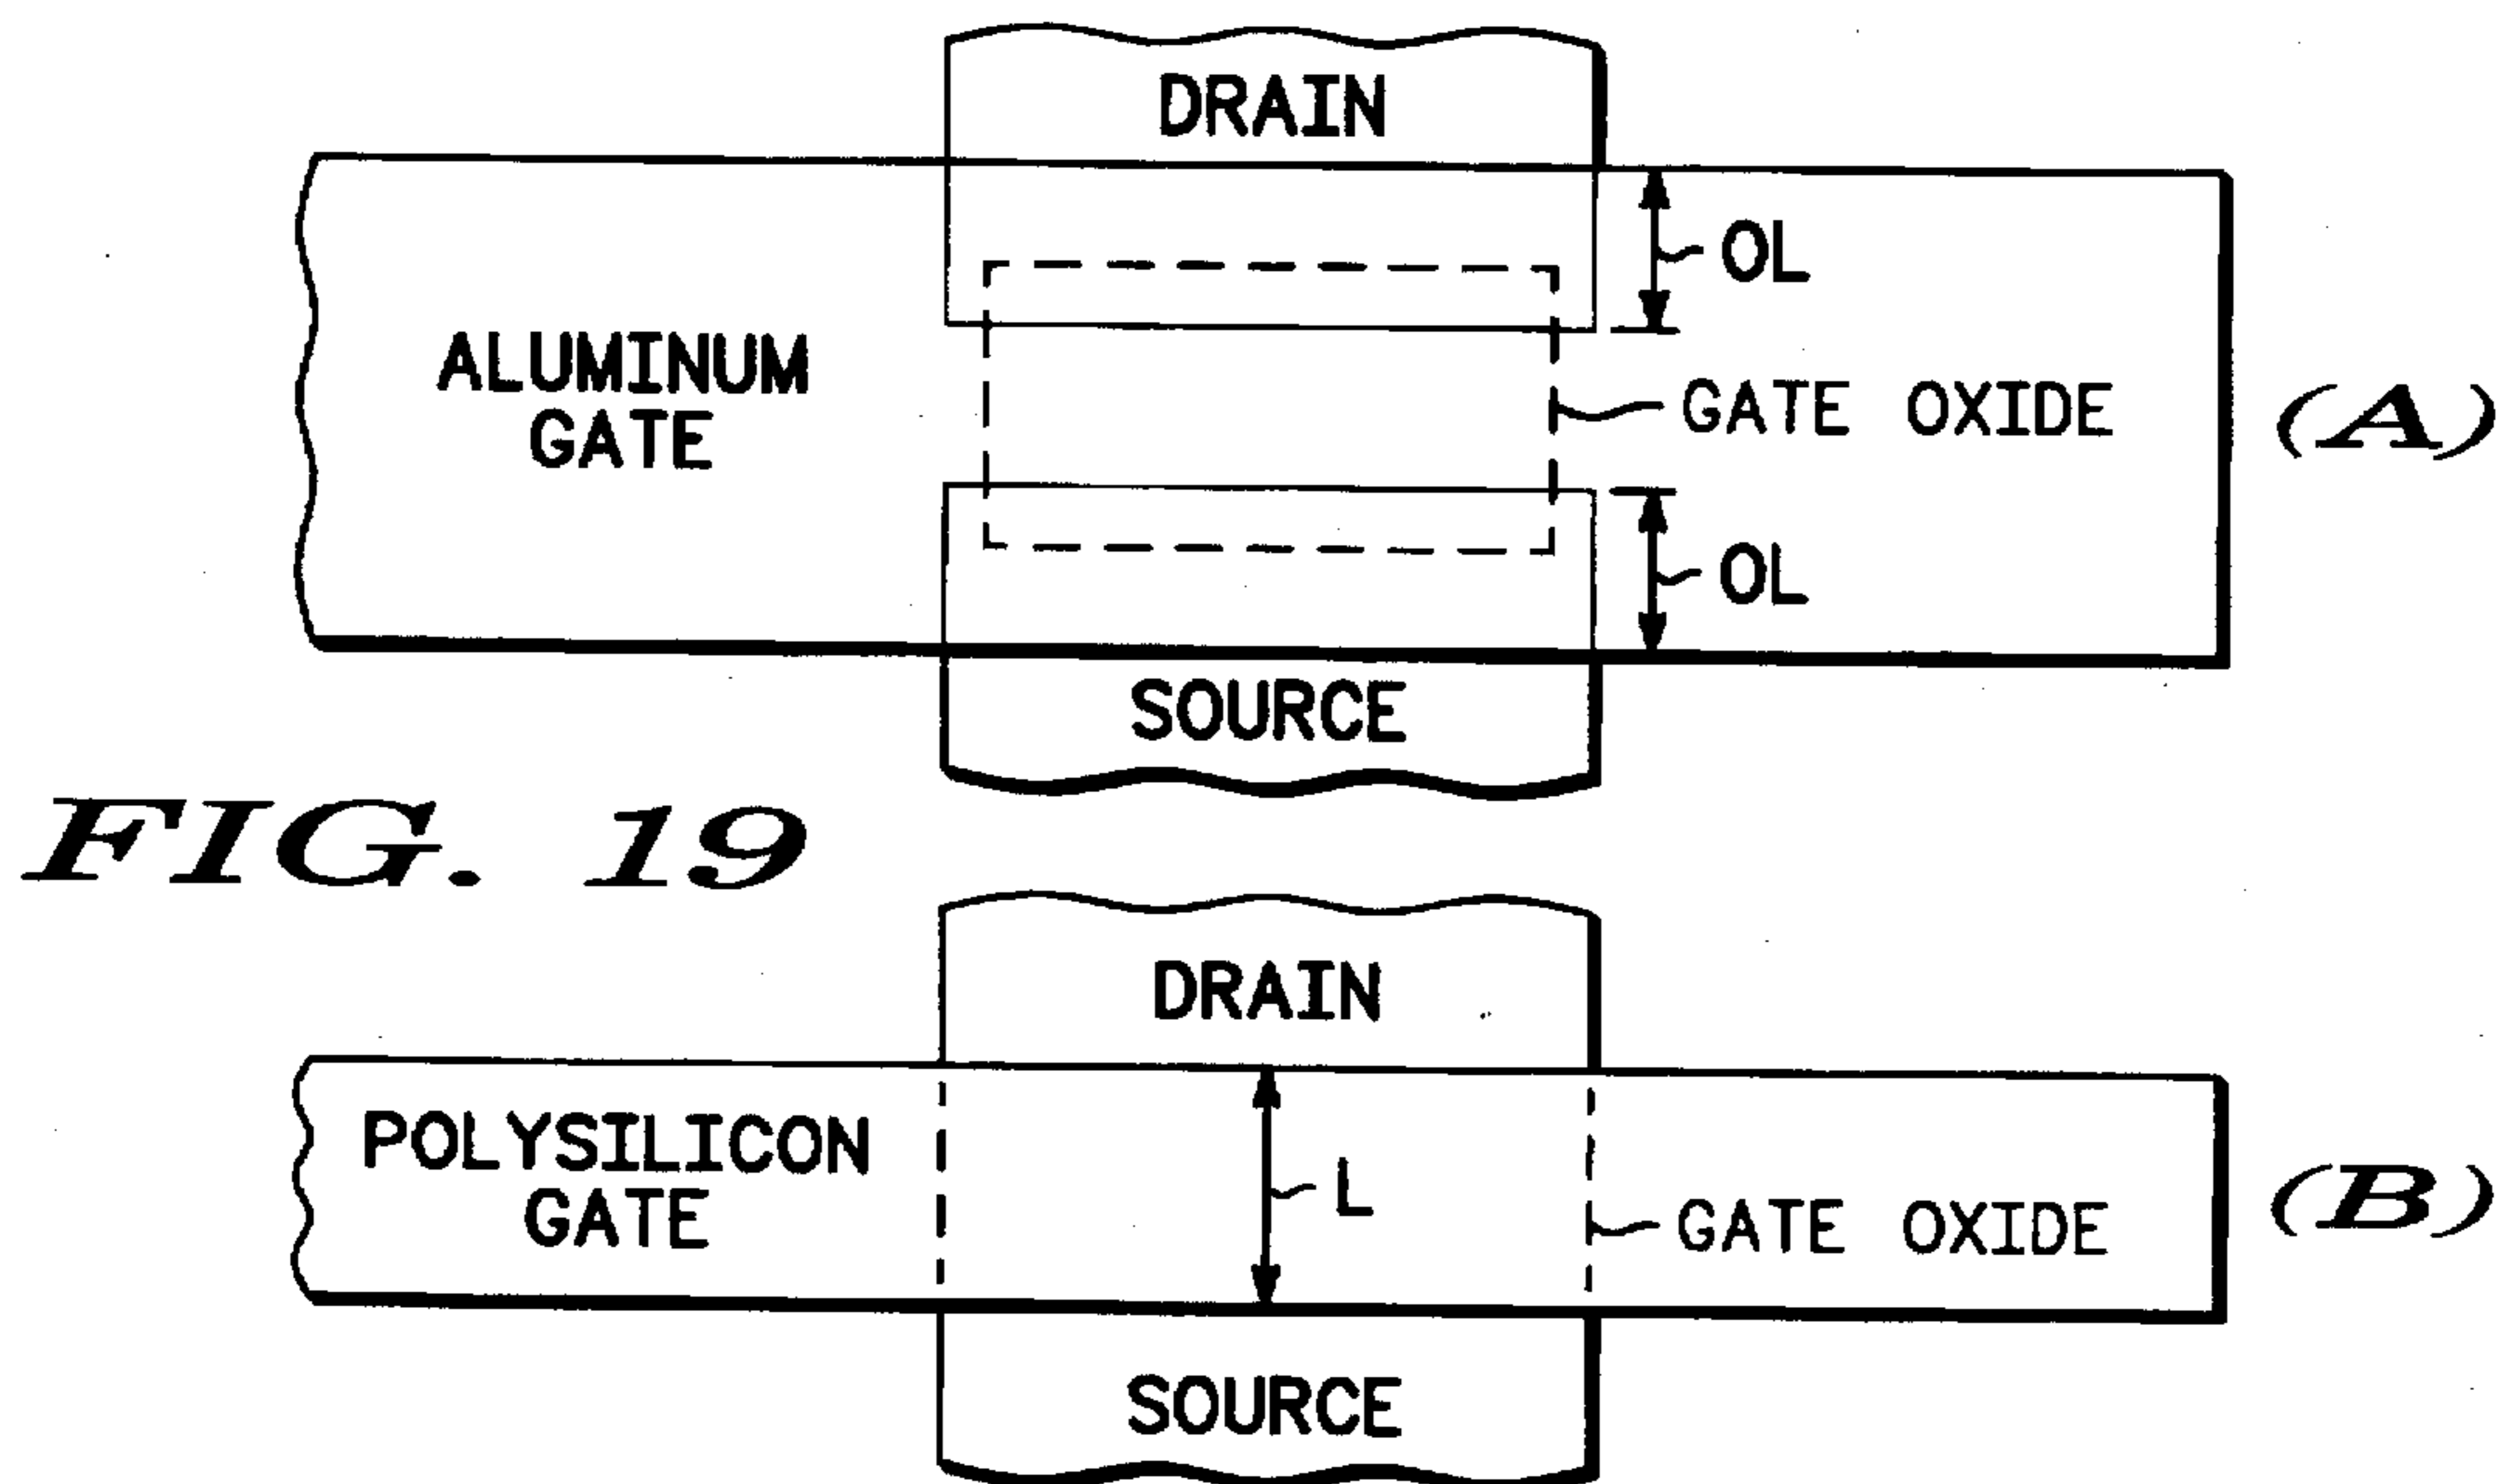 DRAIN
OL
ALUMINUM
GATE
GATE OXIDE
(A)
OL
SOURCE
FIG. 19
DRAIN
POLYSILICON
GATE
L
GATE OXIDE
(B)
SOURCE